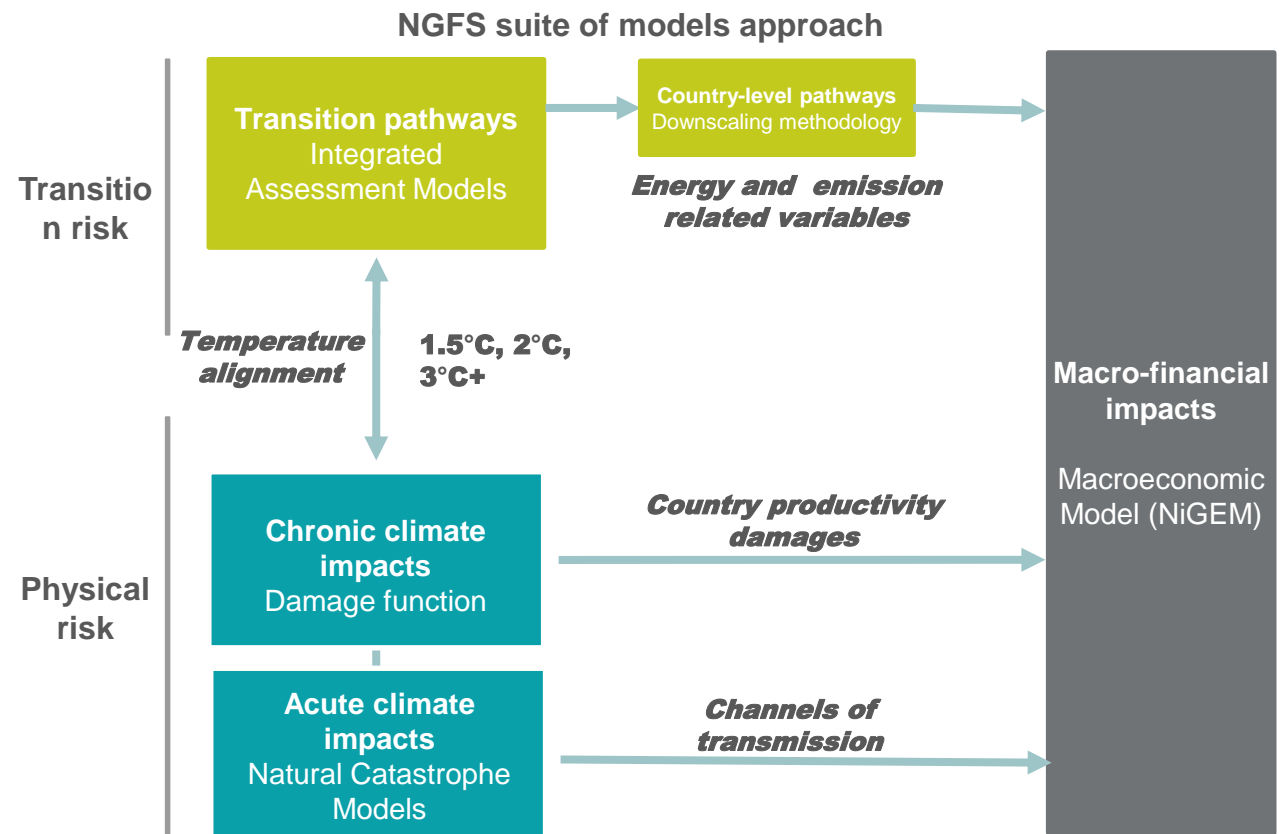 NGFS suite of models approach
Transitio
n risk
Transition pathways
Integrated
Assessment Models
Country-level pathways
Downscaling methodology
Energy and emission
related variables
Temperature
alignment
1.5°C, 2°C,
3°C+
Macro-financial
impacts
Macroeconomic
Model (NiGEM)
Physical
risk
Chronic climate
impacts
Damage function
Country productivity
damages
Acute climate
impacts
Natural Catastrophe
Models
Channels of
transmission